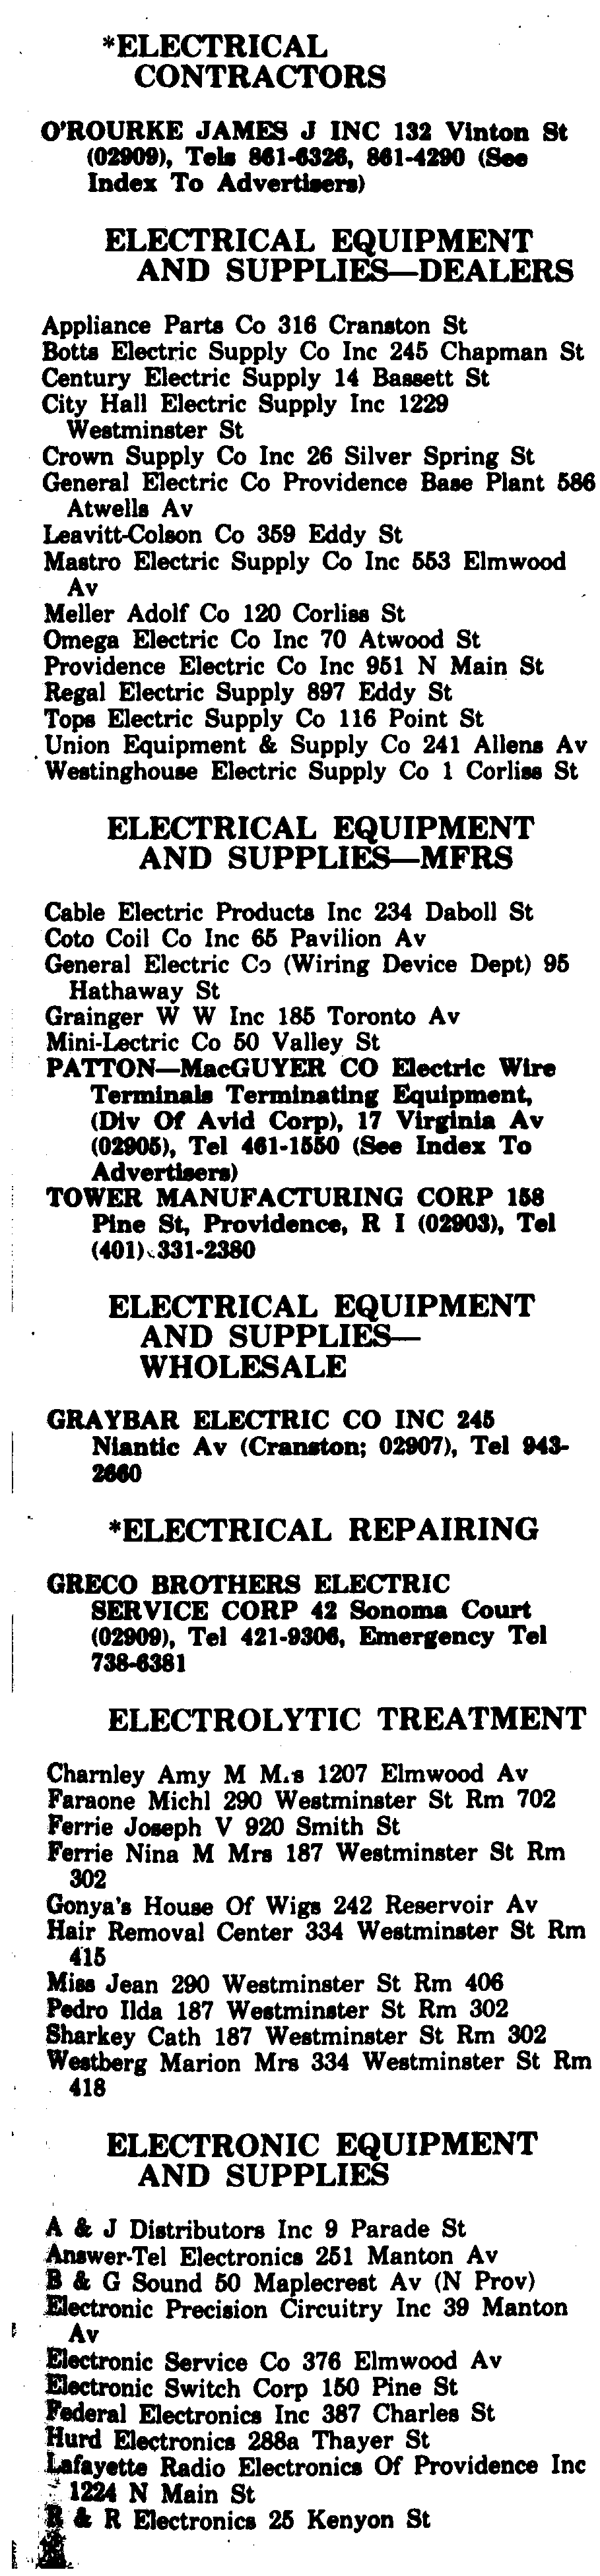 *ELECTRICAL
CONTRACTORS
O'ROURKE JAMES J INC 132 Vinton St
(02909), Tels 861-6326, 861-4290 (See
Index To Advertisers)
ELECTRICAL EQUIPMENT
AND SUPPLIES—DEALERS
Appliance Parts Co 316 Cranston St
Botts Electric Supply Co Inc 245 Chapman St
Century Electric Supply 14 Bassett St
City Hall Electric Supply Inc 1229
Westminster St
Crown Supply Co Inc 26 Silver Spring St
General Electric Co Providence Base Plant 586
Atwells Av
Leavitt-Colson Co 359 Eddy St
Mastro Electric Supply Co Inc 553 Elmwood
Av
Meller Adolf Co 120 Corliss St
Omega Electric Co Inc 70 Atwood St
Providence Electric Co Inc 951 N Main St
Regal Electric Supply 897 Eddy St
Tops Electric Supply Co 116 Point St
Union Equipment & Supply Co 241 Allens Av
Westinghouse Electric Supply Co 1 Corliss St
ELECTRICAL EQUIPMENT
AND SUPPLIES—MFRS
Cable Electric Products Inc 234 Daboll St
Coto Coil Co Inc 65 Pavilion Av
General Electric Co (Wiring Device Dept) 95
Hathaway St
Grainger W W Inc 185 Toronto Av
Mini-Lectric Co 50 Valley St
PATTON—MacGUYER CO Electric Wire
Terminals Terminating Equipment,
(Div Of Avid Corp), 17 Virginia Av
(02905), Tel 461-1550 (See Index To
Advertisers)
TOWER MANUFACTURING CORP 158
Pine St, Providence, R I (02903), Tel
(401) 331-2380
ELECTRICAL EQUIPMENT
AND SUPPLIES—
WHOLESALE
GRAYBAR ELECTRIC CO INC 245
Niantic Av (Cranston; 02907), Tel 943-
2660
*ELECTRICAL REPAIRING
GRECO BROTHERS ELECTRIC
SERVICE CORP 42 Sonoma Court
(02909), Tel 421-9306, Emergency Tel
738-6381
ELECTROLYTIC TREATMENT
Charnley Amy M Mrs 1207 Elmwood Av
Faraone Michl 290 Westminster St Rm 702
Ferrie Joseph V 920 Smith St
Ferrie Nina M Mrs 187 Westminster St Rm
302
Gonya's House Of Wigs 242 Reservoir Av
Hair Removal Center 334 Westminster St Rm
415
Miss Jean 290 Westminster St Rm 406
Pedro Ilda 187 Westminster St Rm 302
Sharkey Cath 187 Westminster St Rm 302
Westberg Marion Mrs 334 Westminster St Rm
418
ELECTRONIC EQUIPMENT
AND SUPPLIES
A & J Distributors Inc 9 Parade St
Answer-Tel Electronics 251 Manton Av
B & G Sound 50 Maplecrest Av (N Prov)
Electronic Precision Circuitry Inc 39 Manton
Av
Electronic Service Co 376 Elmwood Av
Electronic Switch Corp 150 Pine St
Federal Electronics Inc 387 Charles St
Hurd Electronics 288a Thayer St
Lafayette Radio Electronics Of Providence Inc
1224 N Main St
R & R Electronics 25 Kenyon St